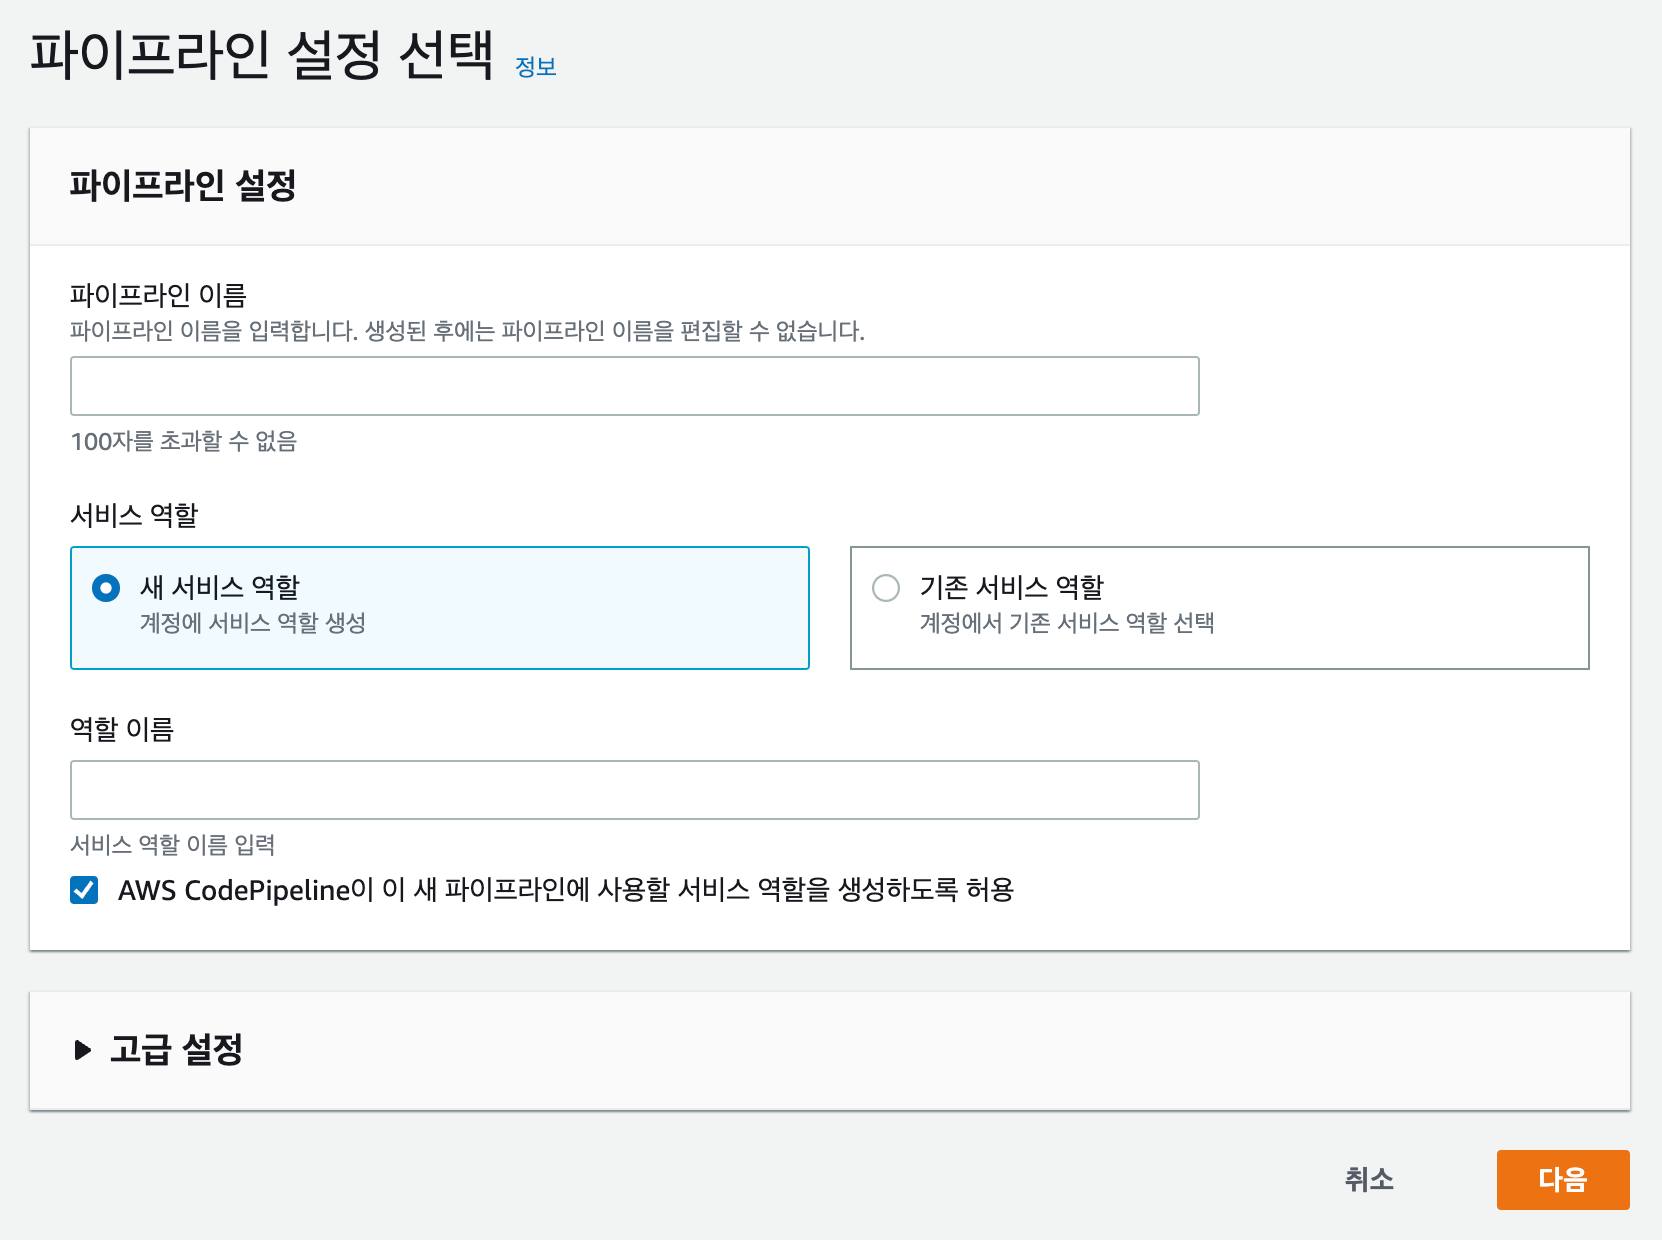 파이프라인 설정 선택 정보
파이프라인 설정
파이프라인 이름
파이프라인 이름을 입력합니다. 생성된 후에는 파이프라인 이름을 편집할 수 없습니다.
100자를 초과할 수 없음
서비스 역할
새 서비스 역할
계정에 서비스 역할 생성
기존 서비스 역할
계정에서 기존 서비스 역할 선택
역할 이름
서비스 역할 이름 입력
AWS CodePipeline이 이 새 파이프라인에 사용할 서비스 역할을 생성하도록 허용
고급 설정
취소 다음